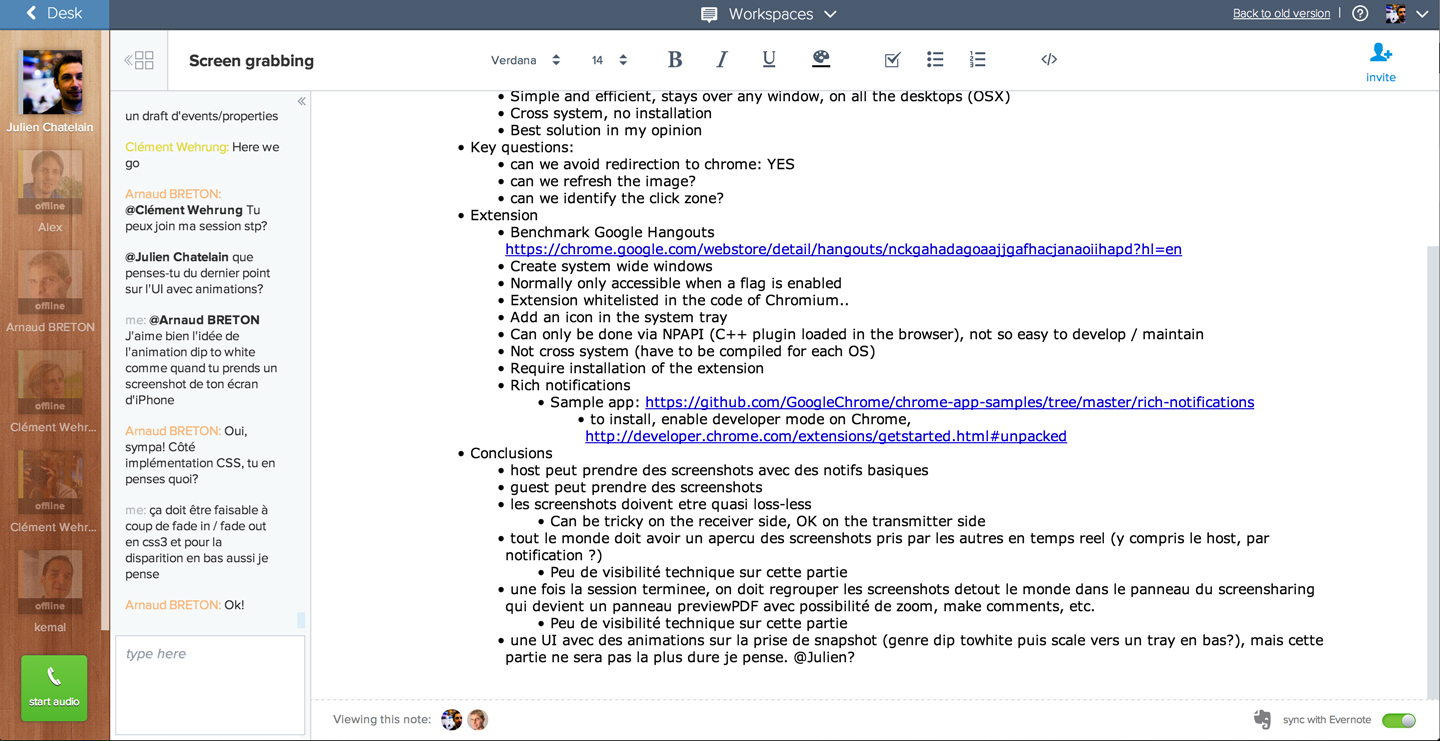 Desk
Workspaces
Back to old version
Julien Chatelain
offline
Alex
offline
Arnaud BRETON
offline
Clément Wehr...
offline
Clément Wehr...
offline
kemal
start audio
Screen grabbing
Verdana
14
B
I
U
invite
un draft d'events/properties
Clément Wehrung: Here we
go
Arnaud BRETON:
@Clément Wehrung Tu
peux join ma session stp?
@Julien Chatelain que
penses-tu du dernier point
sur l'UI avec animations?
me: @Arnaud BRETON
J'aime bien l'idée de
l'animation dip to white
comme quand tu prends un
screenshot de ton écran
d'iPhone
Arnaud BRETON: Oui,
sympa! Côté
implémentation CSS, tu en
penses quoi?
me: ça doit être faisable à
coup de fade in / fade out
en css3 et pour la
disparition en bas aussi je
pense
Arnaud BRETON: Ok!
type here
• Simple and efficient, stays over any window, on all the desktops (OSX)
• Cross system, no installation
• Best solution in my opinion
• Key questions:
• can we avoid redirection to chrome: YES
• can we refresh the image?
• can we identify the click zone?
• Extension
• Benchmark Google Hangouts
https://chrome.google.com/webstore/detail/hangouts/nckgahadagoaajjgafhacjanaoiihapd?hl=en
• Create system wide windows
• Normally only accessible when a flag is enabled
• Extension whitelisted in the code of Chromium..
• Add an icon in the system tray
• Can only be done via NPAPI (C++ plugin loaded in the browser), not so easy to develop / maintain
• Not cross system (have to be compiled for each OS)
• Require installation of the extension
• Rich notifications
• Sample app: https://github.com/GoogleChrome/chrome-app-samples/tree/master/rich-notifications
• to install, enable developer mode on Chrome,
http://developer.chrome.com/extensions/getstarted.html#unpacked
• Conclusions
• host peut prendre des screenshots avec des notifs basiques
• guest peut prendre des screenshots
• les screenshots doivent etre quasi loss-less
• Can be tricky on the receiver side, OK on the transmitter side
• tout le monde doit avoir un apercu des screenshots pris par les autres en temps reel (y compris le host, par
notification ?)
• Peu de visibilité technique sur cette partie
• une fois la session terminee, on doit regrouper les screenshots detout le monde dans le panneau du screensharing
qui devient un panneau previewPDF avec possibilité de zoom, make comments, etc.
• Peu de visibilité technique sur cette partie
• une UI avec des animations sur la prise de snapshot (genre dip towhite puis scale vers un tray en bas?), mais cette
partie ne sera pas la plus dure je pense. @Julien?
Viewing this note:
sync with Evernote